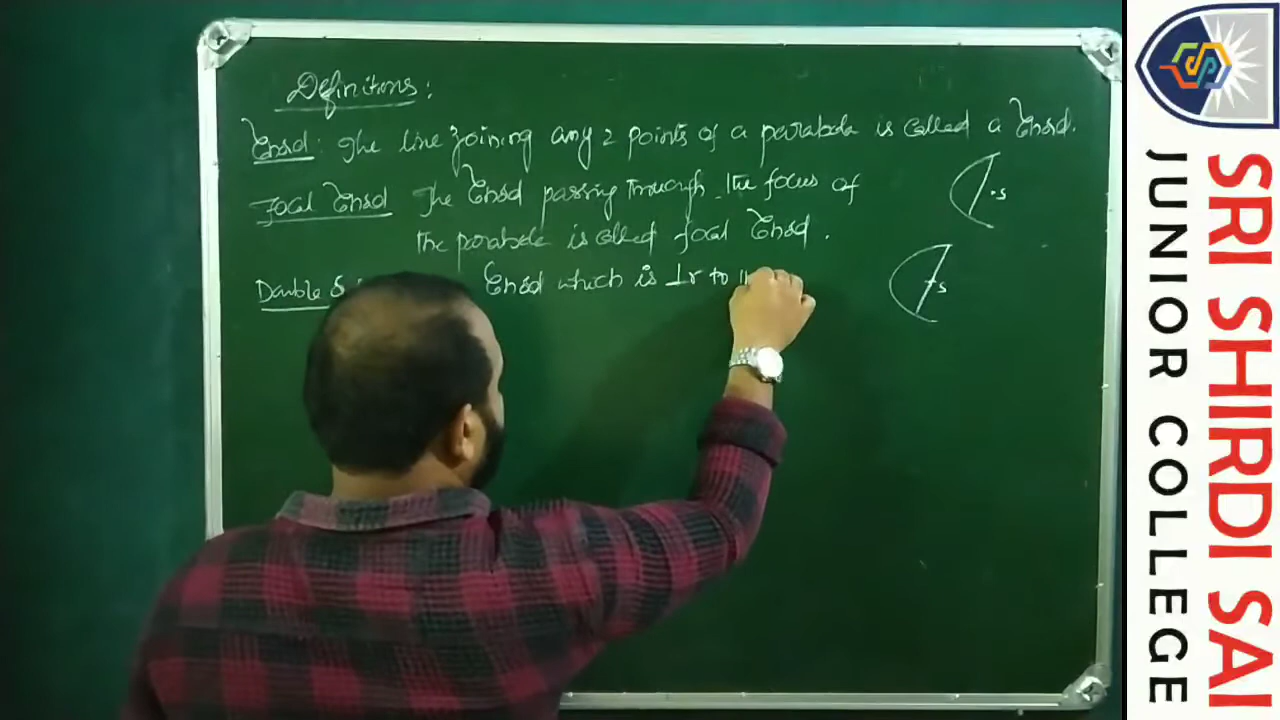 Definitions:
Chord: The line joining any 2 points of a parabola is called a Chord.
Focal Chord The Chord passing through the focus of
the parabola is called focal Chord.
Double
Chord which is ⊥r to
S
S
SRI SHIRDI SAI
JUNIOR COLLEGE